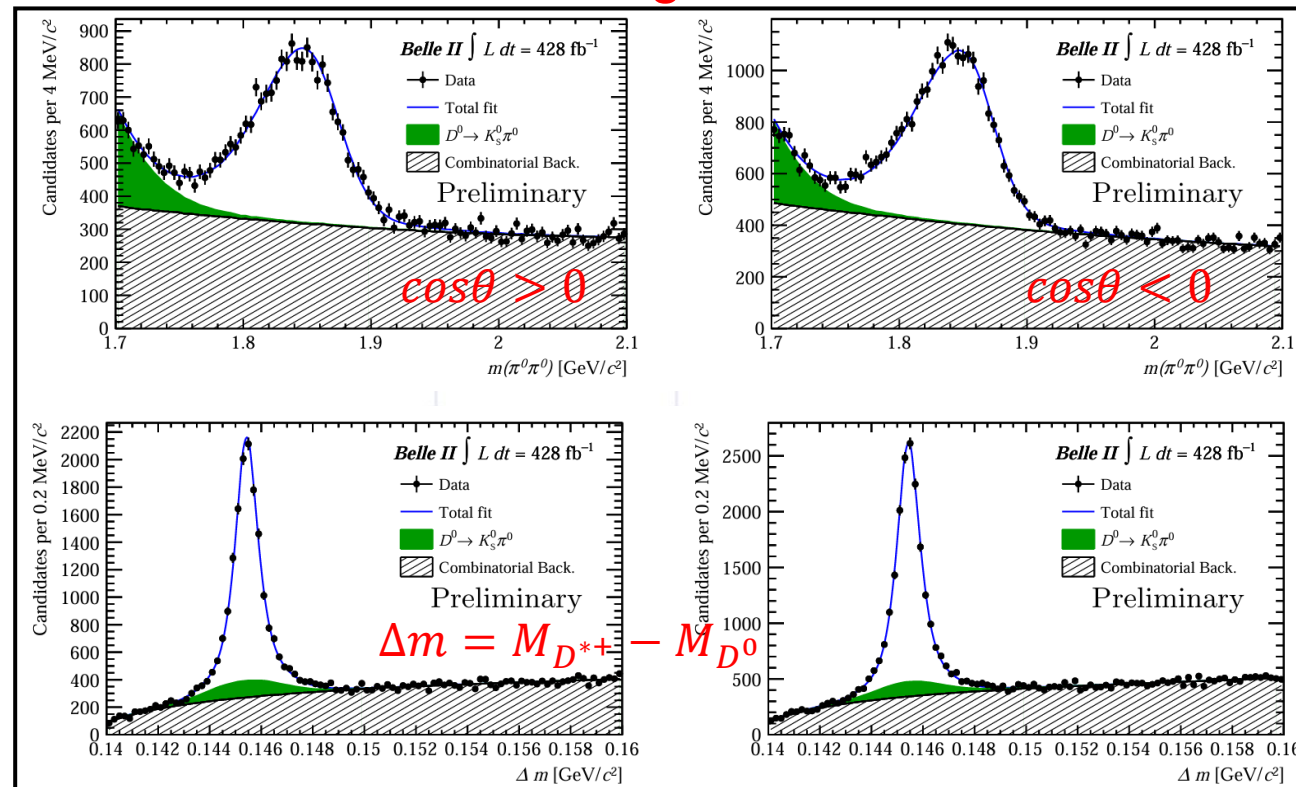 g
Candidates per 4 MeV/c²
900
800
700
600
500
400
300
200
100
0
Belle II ∫ L dt = 428 fb⁻¹
Data
Total fit
D⁰→ K⁰ₛπ⁰
Combinatorial Back.
Preliminary
cosθ > 0
1.7 1.8 1.9 2 2.1
m(π⁰π⁰) [GeV/c²]
Candidates per 4 MeV/c²
1000
800
600
400
200
0
Belle II ∫ L dt = 428 fb⁻¹
Data
Total fit
D⁰→ K⁰ₛπ⁰
Combinatorial Back.
Preliminary
cosθ < 0
1.7 1.8 1.9 2 2.1
m(π⁰π⁰) [GeV/c²]
Candidates per 0.2 MeV/c²
2200
2000
1800
1600
1400
1200
1000
800
600
400
200
0
Belle II ∫ L dt = 428 fb⁻¹
Data
Total fit
D⁰→ K⁰ₛπ⁰
Combinatorial Back.
Preliminary
Δm = M_D*+ − M_D⁰
0.14 0.142 0.144 0.146 0.148 0.15 0.152 0.154 0.156 0.158 0.16
Δ m [GeV/c²]
Candidates per 0.2 MeV/c²
2500
2000
1500
1000
500
0
Belle II ∫ L dt = 428 fb⁻¹
Data
Total fit
D⁰→ K⁰ₛπ⁰
Combinatorial Back.
Preliminary
0.14 0.142 0.144 0.146 0.148 0.15 0.152 0.154 0.156 0.158 0.16
Δ m [GeV/c²]